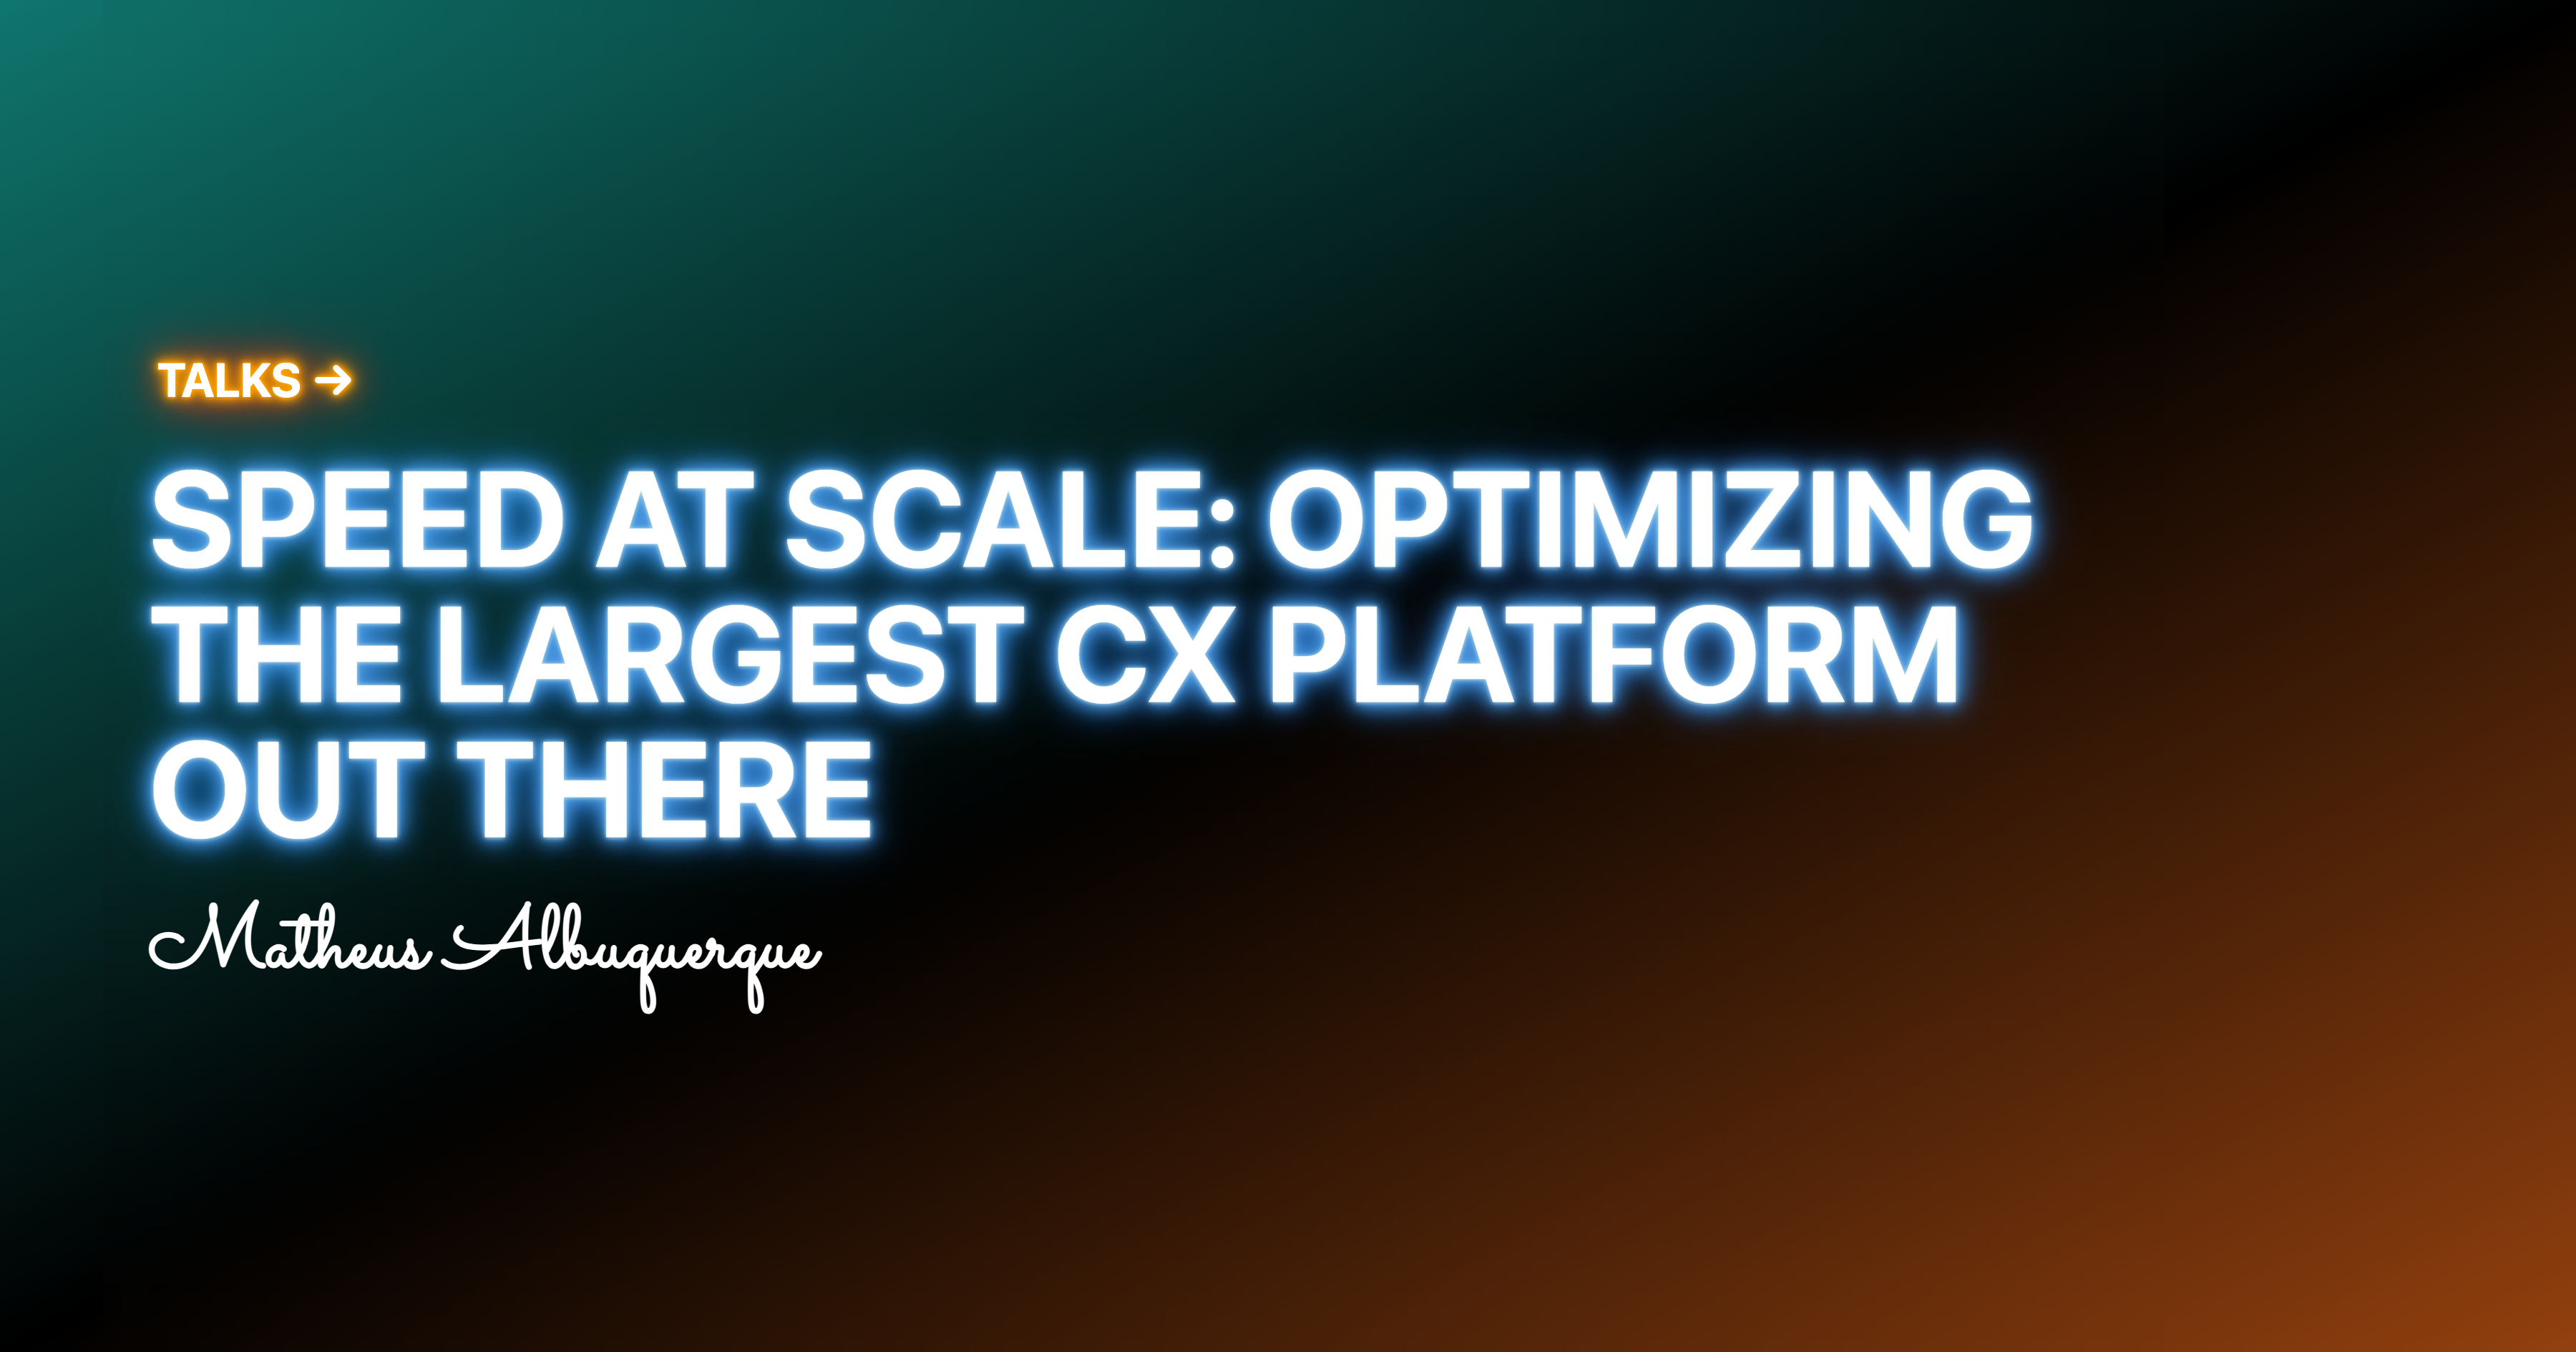 TALKS →
SPEED AT SCALE: OPTIMIZING
THE LARGEST CX PLATFORM
OUT THERE
Matheus Albuquerque